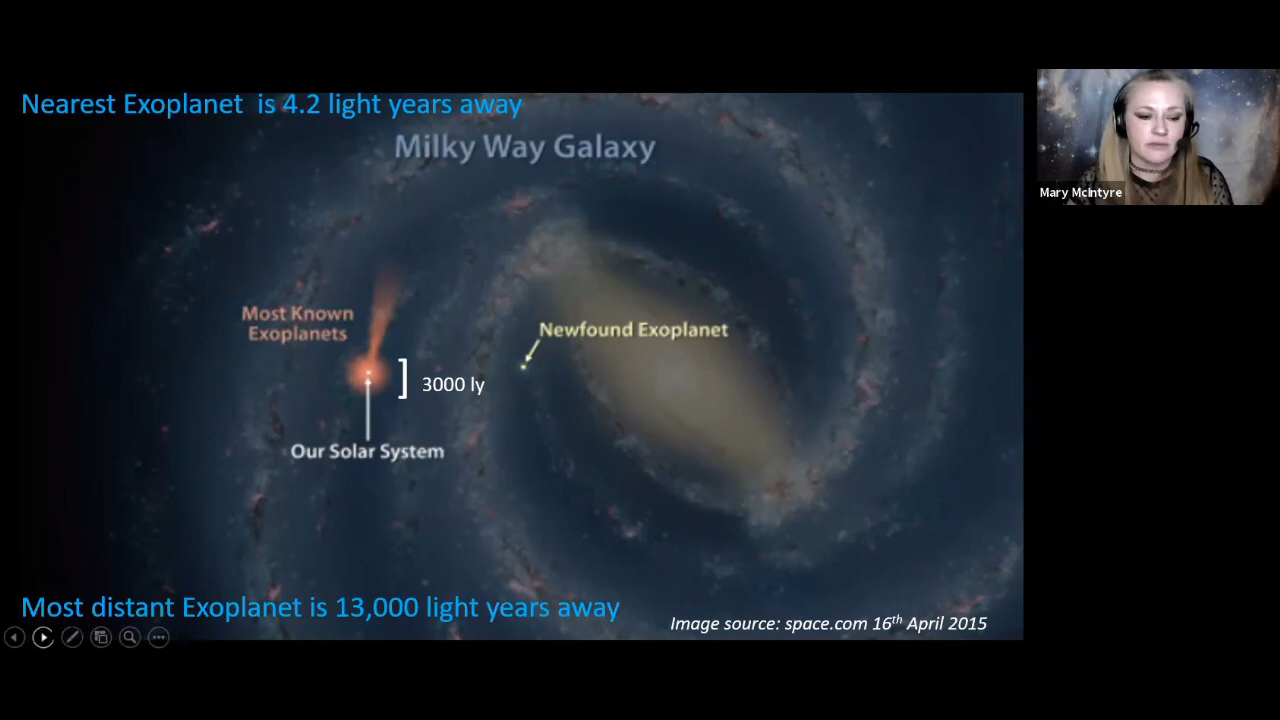 Nearest Exoplanet  is 4.2 light years away
Milky Way Galaxy
Mary McIntyre
Most Known
Exoplanets
Newfound Exoplanet
3000 ly
Our Solar System
Most distant Exoplanet is 13,000 light years away
Image source: space.com 16th April 2015